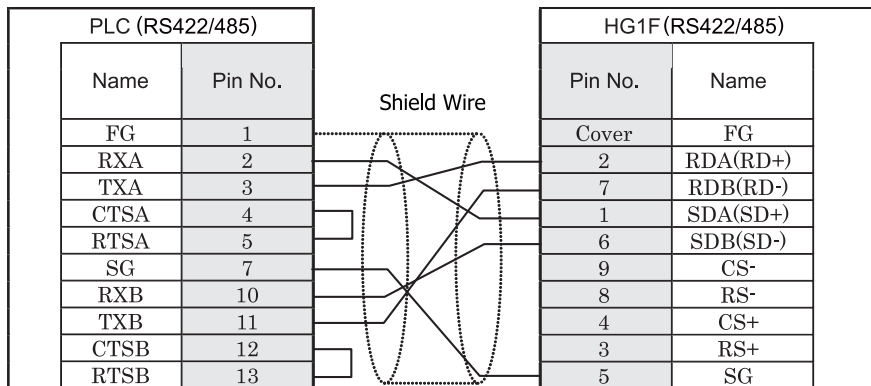 PLC (RS422/485) HG1F(RS422/485)
Name Pin No. Pin No. Name
Shield Wire
FG 1 Cover FG
RXA 2 2 RDA(RD+)
TXA 3 7 RDB(RD-)
CTSA 4 1 SDA(SD+)
RTSA 5 6 SDB(SD-)
SG 7 9 CS-
RXB 10 8 RS-
TXB 11 4 CS+
CTSB 12 3 RS+
RTSB 13 5 SG